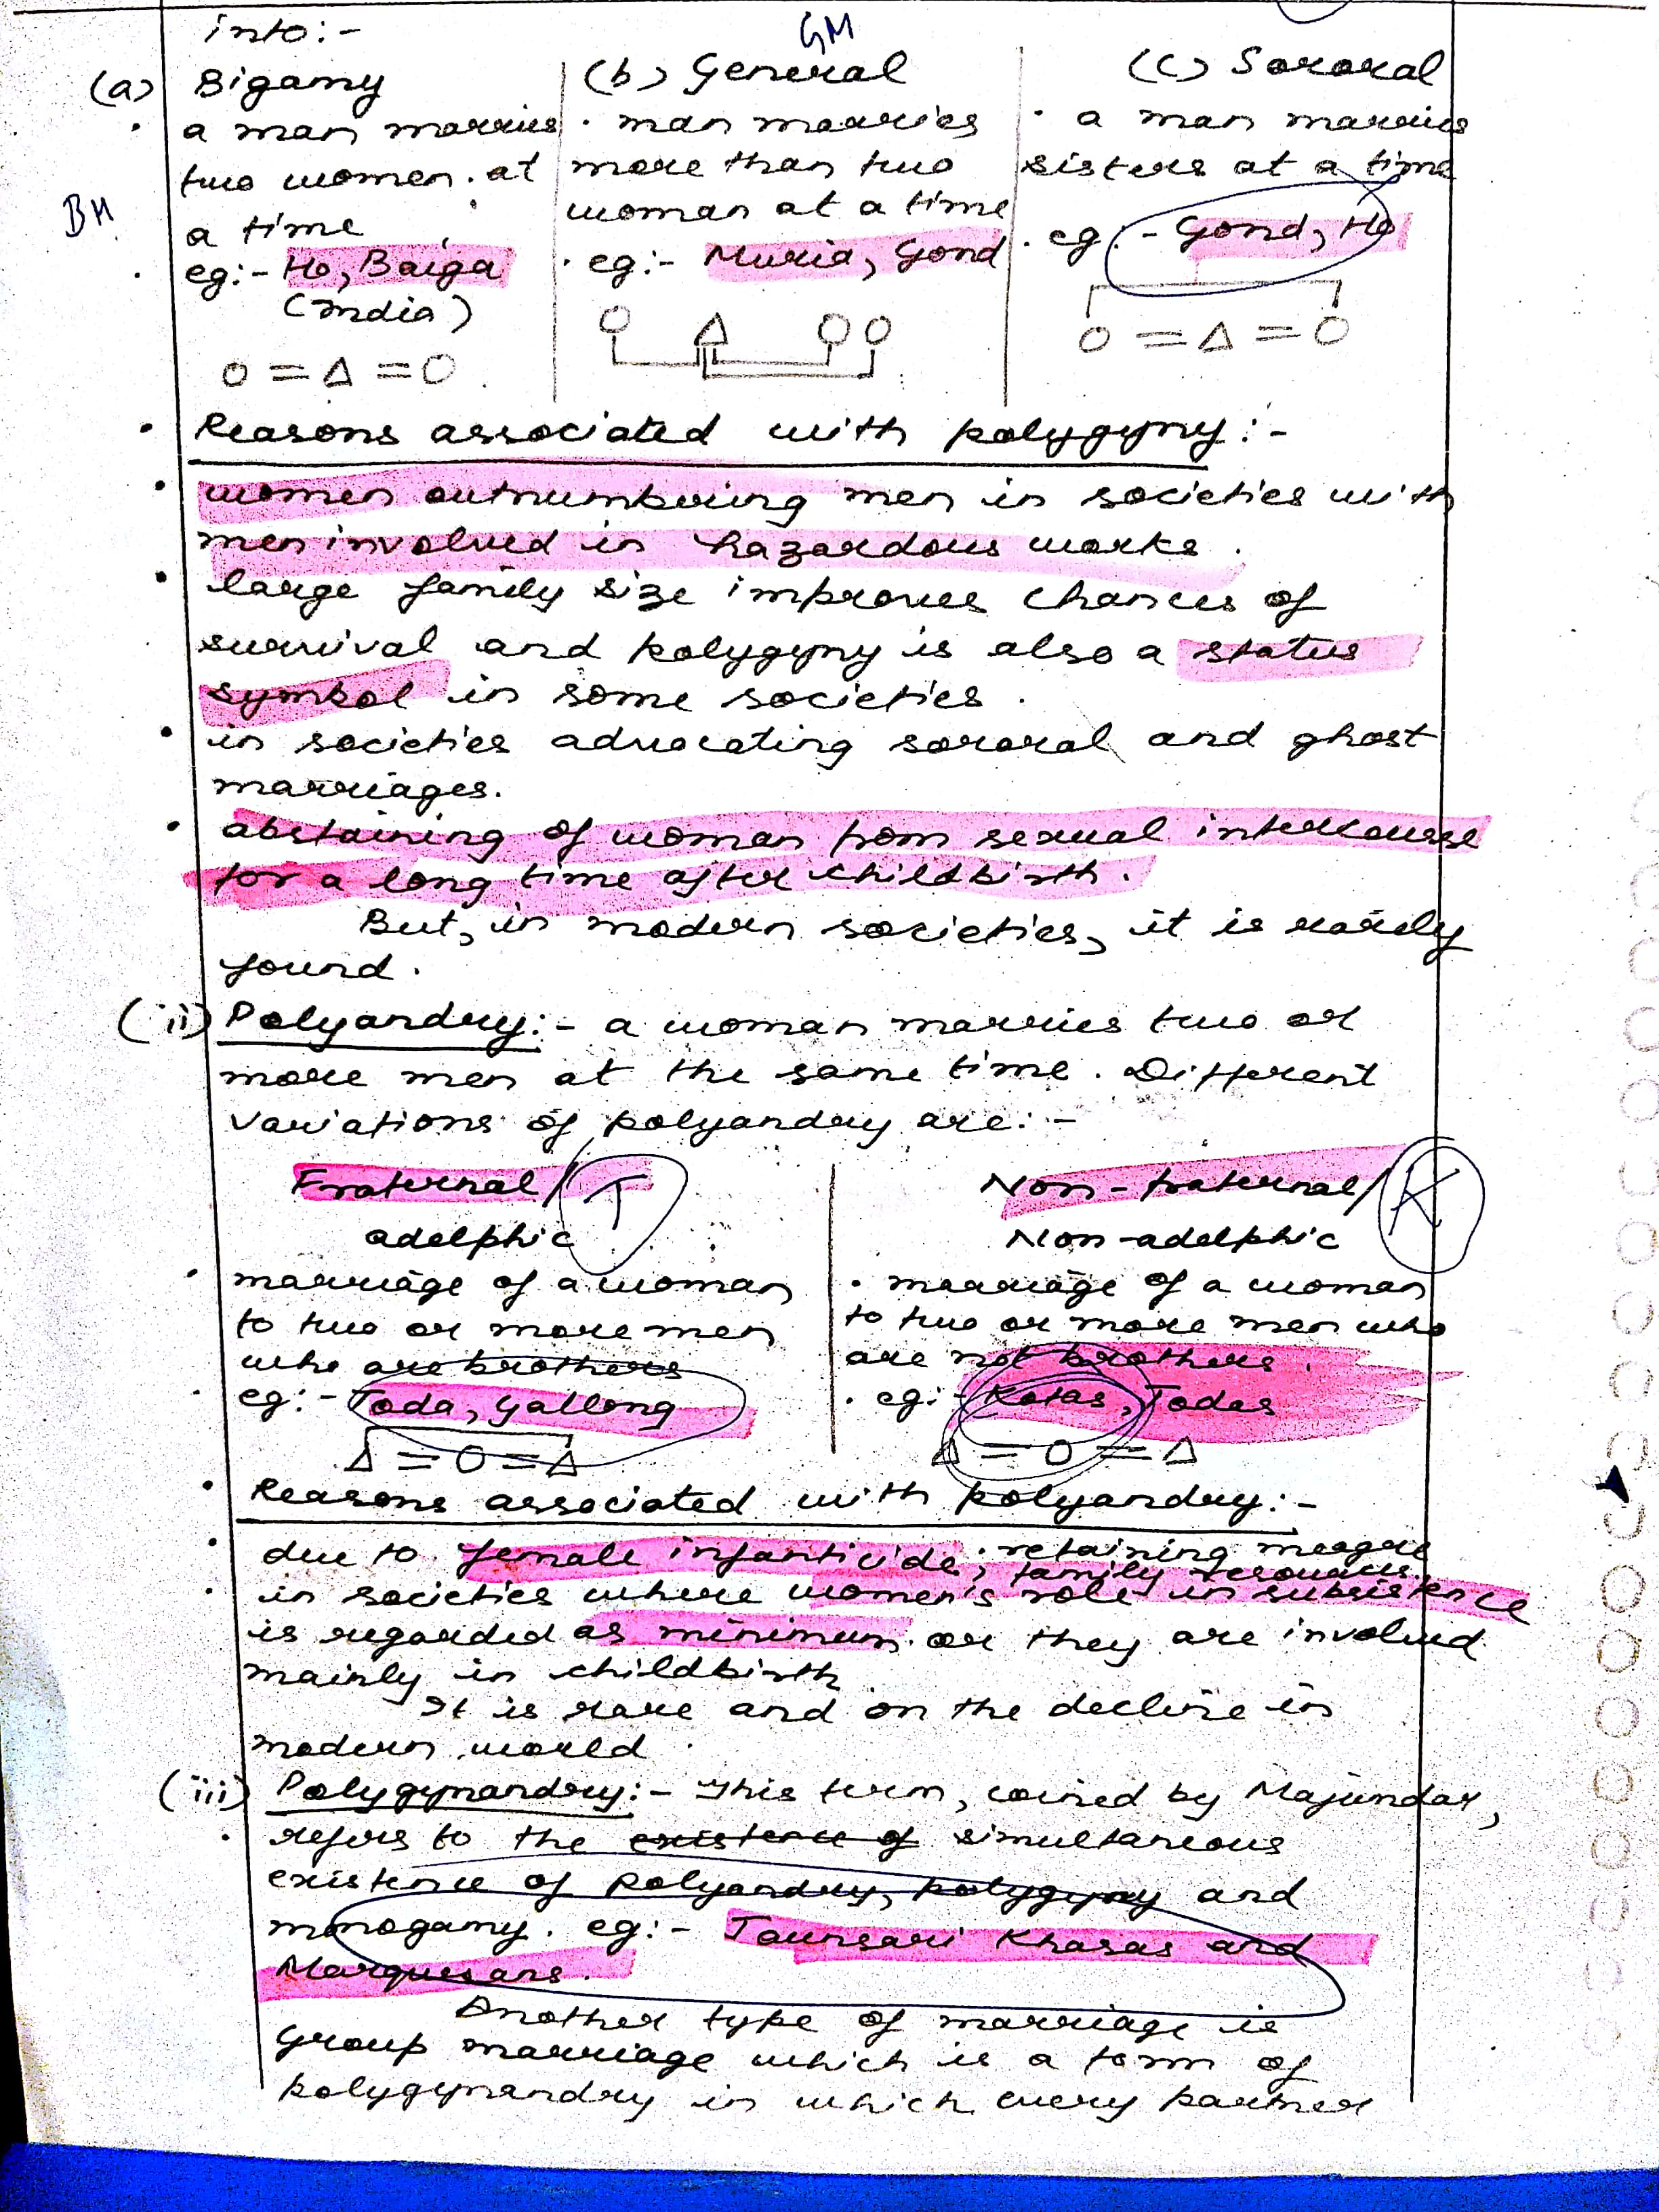 into:-
GM
(a) Bigamy
· a man marries
two women at
a time
BH
· eg:- Ho, Baiga
(India)
O = Δ = O
(b) General
· man marries
more than two
woman at a time
· eg:- Muria, Gond
(c) Sororal
· a man marries
sisters at a time
· eg:- Gond, Ho
O = Δ = O
· Reasons associated with polygyny:-
· women outnumbering men in societies with
men involved in hazardous works.
· large family size improves chances of
survival and polygyny is also a status
symbol in some societies.
· in societies advocating sororal and ghost
marriages.
· abstaining of woman from sexual intercourse
for a long time after childbirth.
But, in modern societies, it is rarely
found.
(ii) Polyandry:- a woman marries two or
more men at the same time. Different
variations of polyandry are:-
Fraternal / T
adelphic
· marriage of a woman
to two or more men
who are brothers
· eg:- Toda, Gallong
Δ = O = Δ
Non-fraternal / K
Non-adelphic
· marriage of a woman
to two or more men who
are not brothers.
· eg:- Kotas, Todas
Δ = O = Δ
· Reasons associated with polyandry:-
· due to female infanticide; retaining meagre
family resources.
· in societies where women's role in subsistence
is regarded as minimum or they are involved
mainly in childbirth
It is rare and on the decline in
modern world.
(iii) Polygynandry:- This term, coined by Majumdar,
· refers to the existence of simultaneous
existence of polyandry, polygyny and
monogamy. eg:- Jaunsari Khasas and
Marquesans.
Another type of marriage is
group marriage which is a form of
polygynandry in which every partner